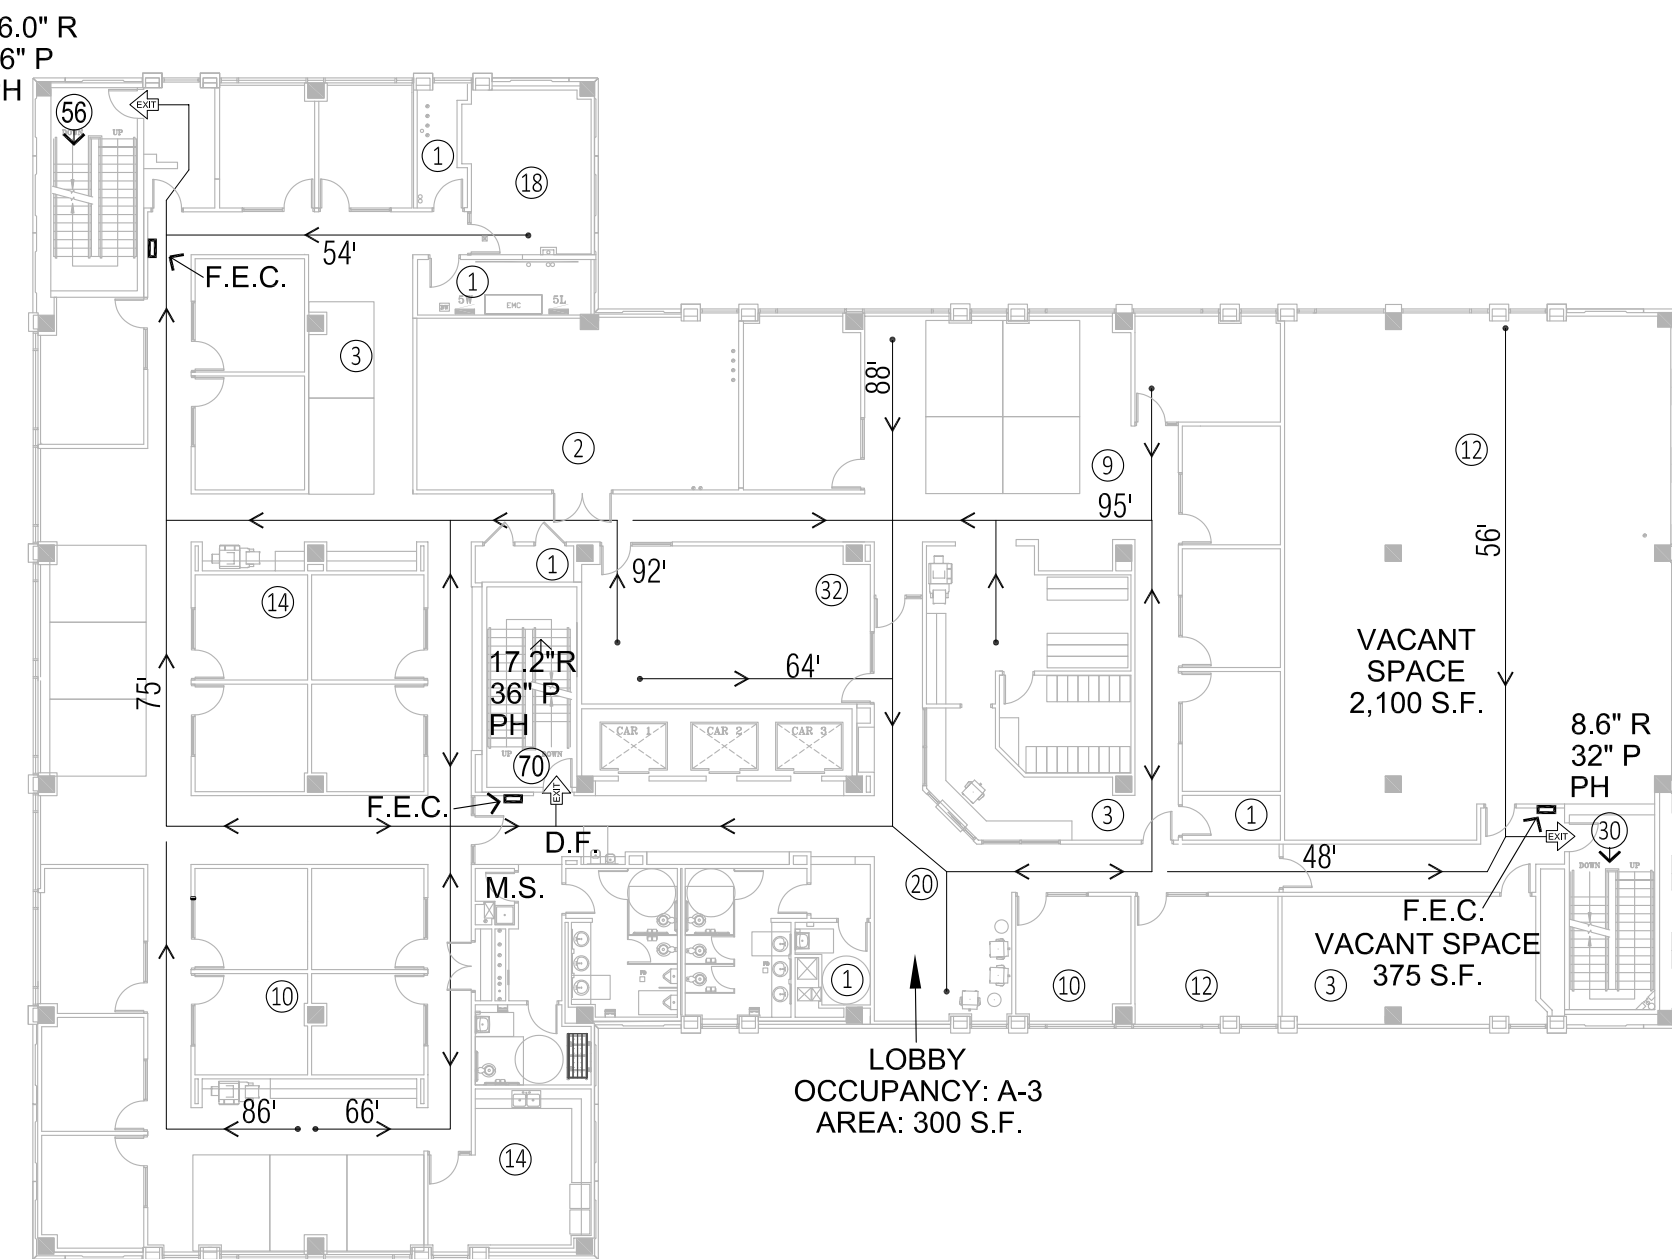 6.0" R
6" P
H
56
EXIT
DOWN
UP
1
18
54'
F.E.C.
1
5W
EMC
5L
3
88'
2
9
12
95'
56'
1
92'
32
14
VACANT
SPACE
2,100 S.F.
17.2"R
36" P
PH
64'
75'
CAR 1
CAR 2
CAR 3
8.6" R
32" P
PH
UP
DOWN
70
EXIT
F.E.C.
3
1
30
EXIT
D.F.
48'
DOWN
UP
M.S.
20
F.E.C.
VACANT SPACE
375 S.F.
10
1
10
12
3
LOBBY
OCCUPANCY: A-3
AREA: 300 S.F.
86'
66'
14